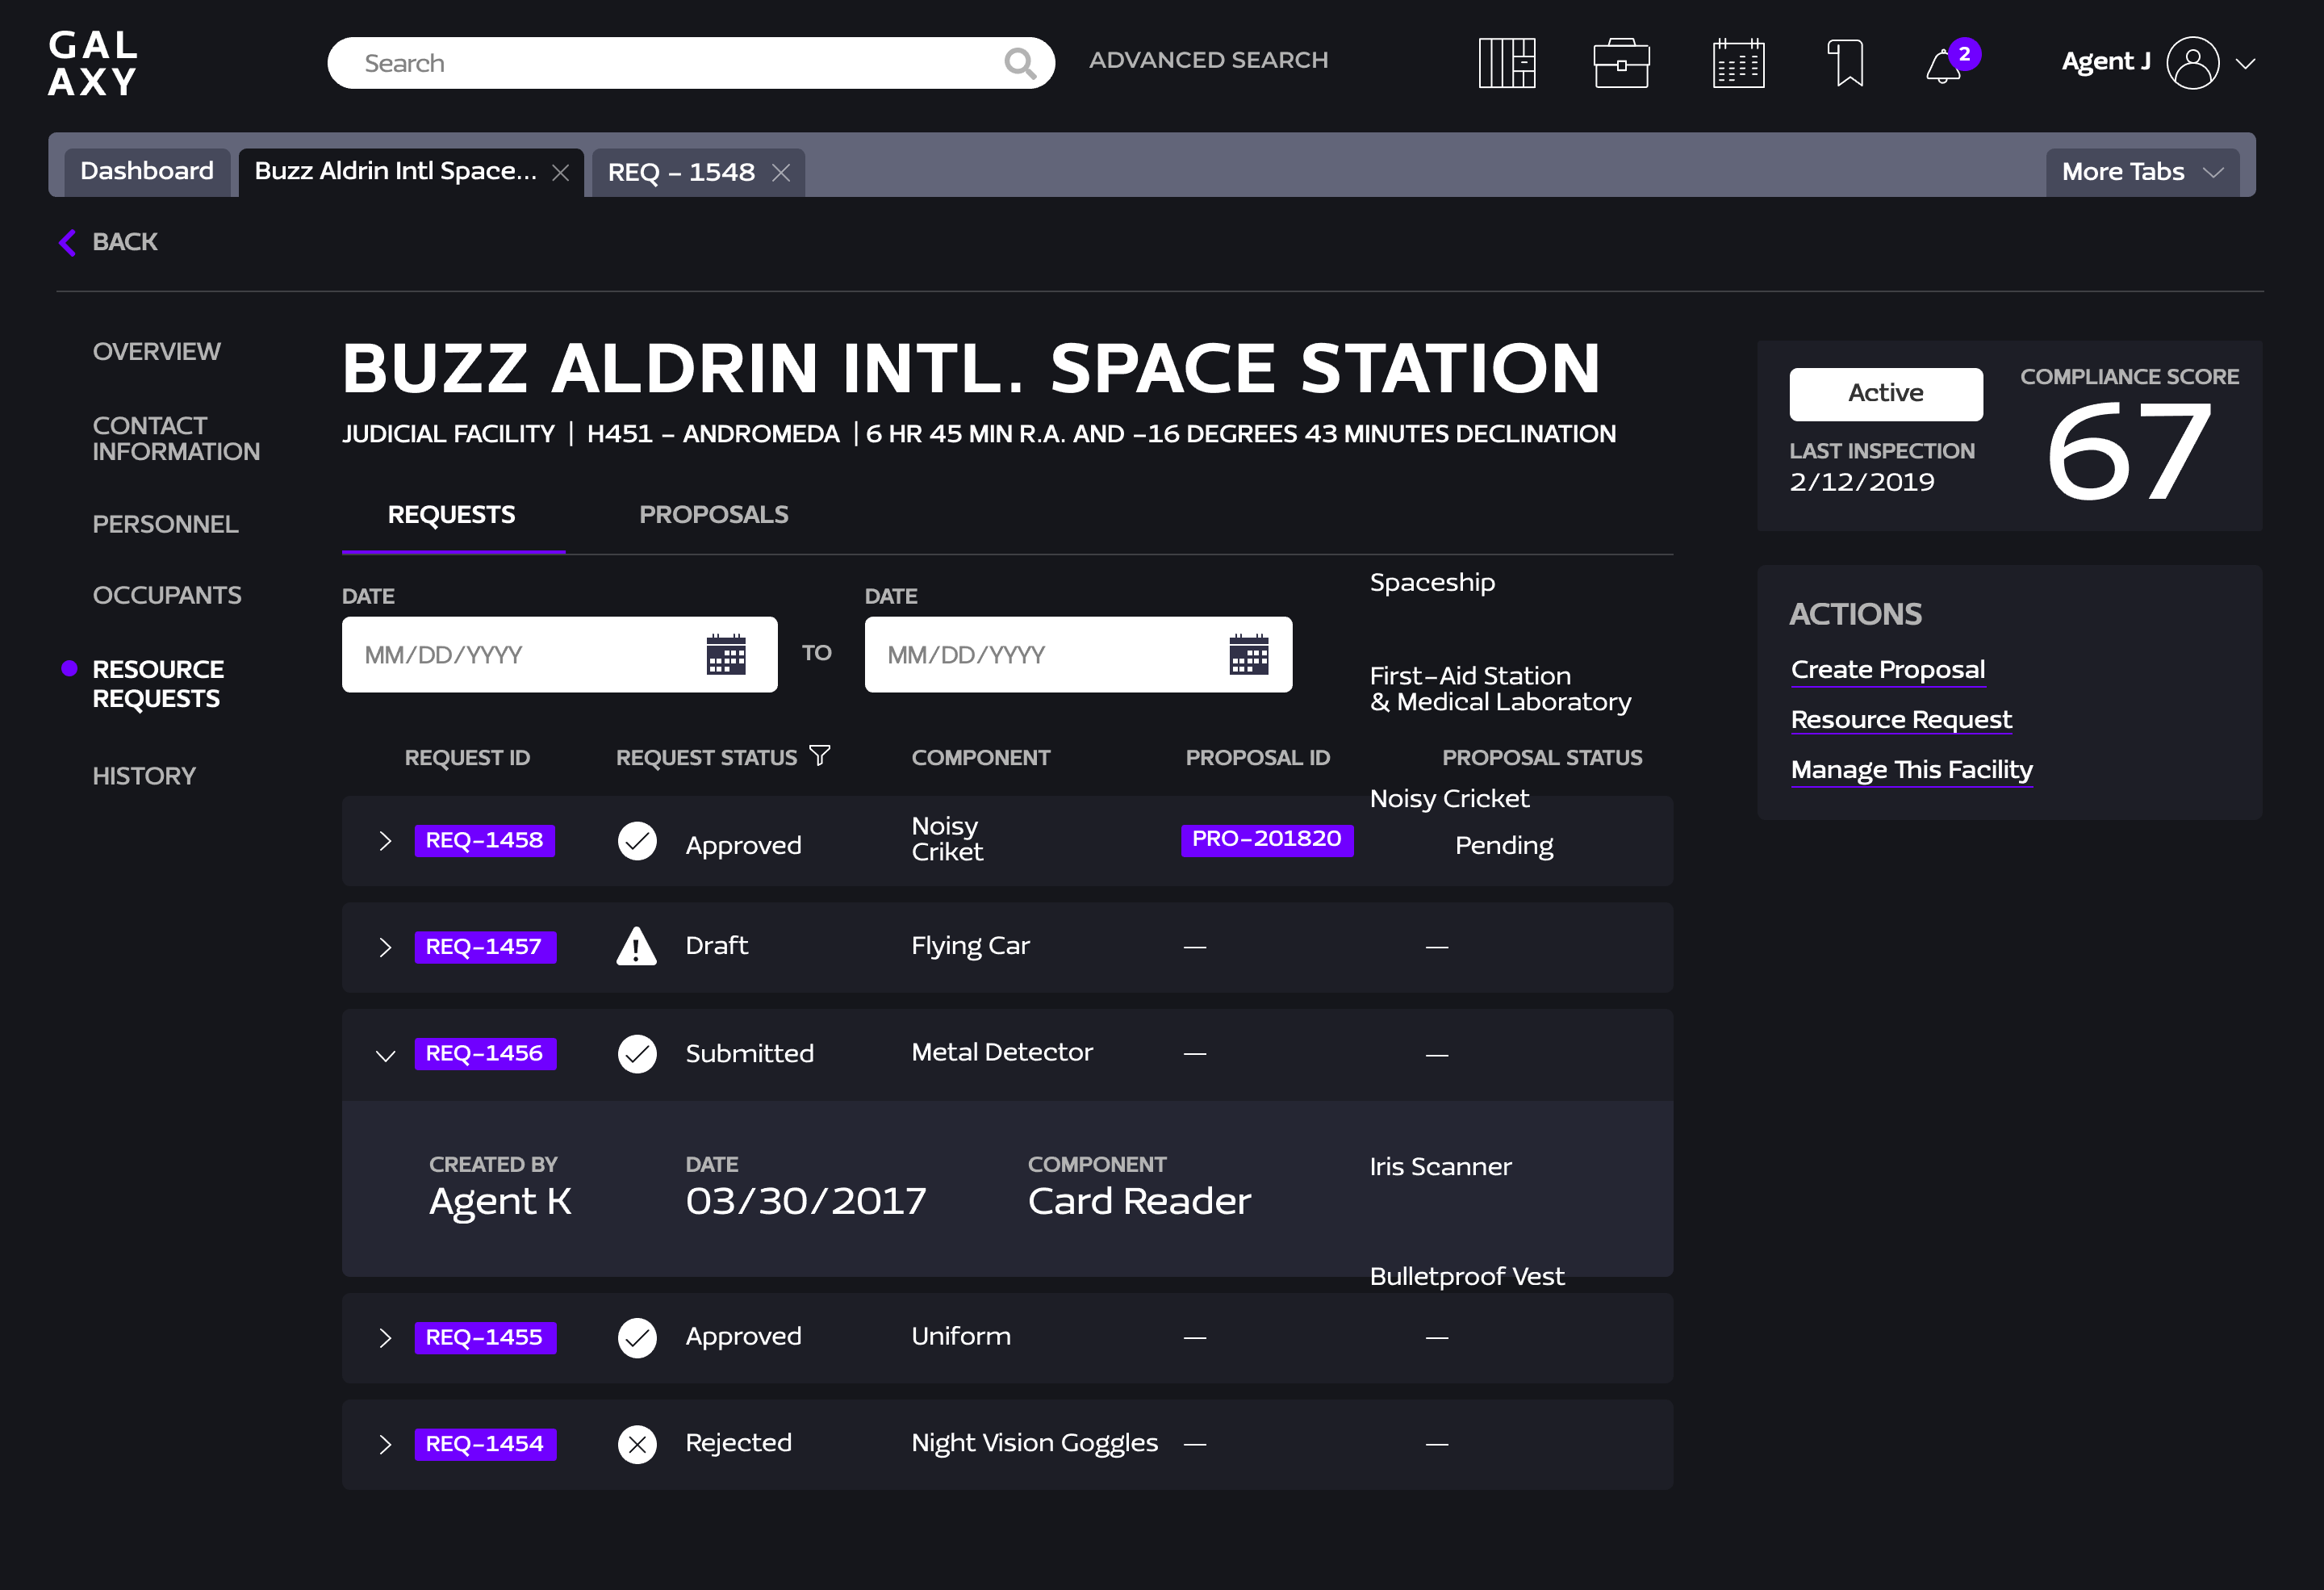 GAL
AXY
Search
ADVANCED SEARCH
2
Agent J
Dashboard
Buzz Aldrin Intl Space...
REQ – 1548
More Tabs
BACK
OVERVIEW
CONTACT
INFORMATION
PERSONNEL
OCCUPANTS
RESOURCE
REQUESTS
HISTORY
BUZZ ALDRIN INTL. SPACE STATION
JUDICIAL FACILITY | H451 – ANDROMEDA | 6 HR 45 MIN R.A. AND –16 DEGREES 43 MINUTES DECLINATION
REQUESTS
PROPOSALS
DATE
MM/DD/YYYY
TO
DATE
MM/DD/YYYY
Spaceship
First–Aid Station
& Medical Laboratory
REQUEST ID
REQUEST STATUS
COMPONENT
PROPOSAL ID
PROPOSAL STATUS
Noisy Cricket
REQ–1458
Approved
Noisy
Criket
PRO–201820
Pending
REQ–1457
Draft
Flying Car
—
—
REQ–1456
Submitted
Metal Detector
—
—
CREATED BY
Agent K
DATE
03/30/2017
COMPONENT
Card Reader
Iris Scanner
Bulletproof Vest
REQ–1455
Approved
Uniform
—
—
REQ–1454
Rejected
Night Vision Goggles
—
—
Active
COMPLIANCE SCORE
67
LAST INSPECTION
2/12/2019
ACTIONS
Create Proposal
Resource Request
Manage This Facility